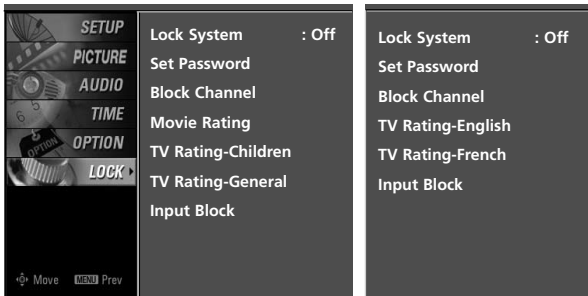 SETUP
PICTURE
AUDIO
TIME
OPTION
LOCK
Move MENU Prev
Lock System : Off
Set Password
Block Channel
Movie Rating
TV Rating-Children
TV Rating-General
Input Block
Lock System : Off
Set Password
Block Channel
TV Rating-English
TV Rating-French
Input Block